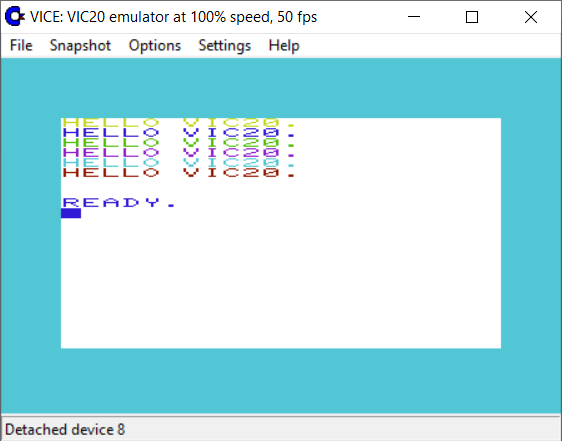 VICE: VIC20 emulator at 100% speed, 50 fps
File Snapshot Options Settings Help
HELLO VIC20.
HELLO VIC20.
HELLO VIC20.
HELLO VIC20.
HELLO VIC20.
HELLO VIC20.
READY.
Detached device 8